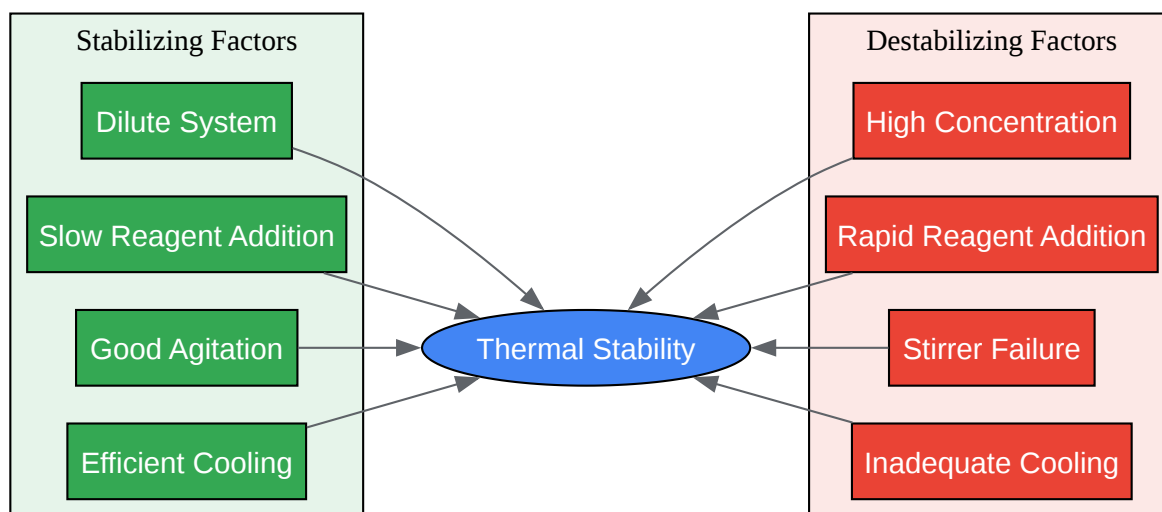 Stabilizing Factors
Dilute System
Slow Reagent Addition
Good Agitation
Efficient Cooling
Thermal Stability
Destabilizing Factors
High Concentration
Rapid Reagent Addition
Stirrer Failure
Inadequate Cooling